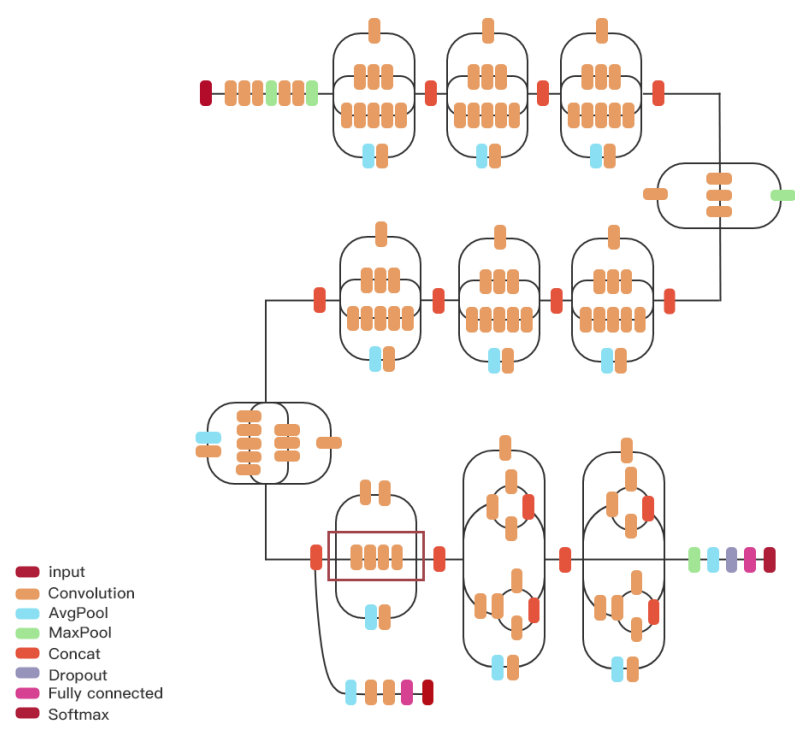 input
Convolution
AvgPool
MaxPool
Concat
Dropout
Fully connected
Softmax